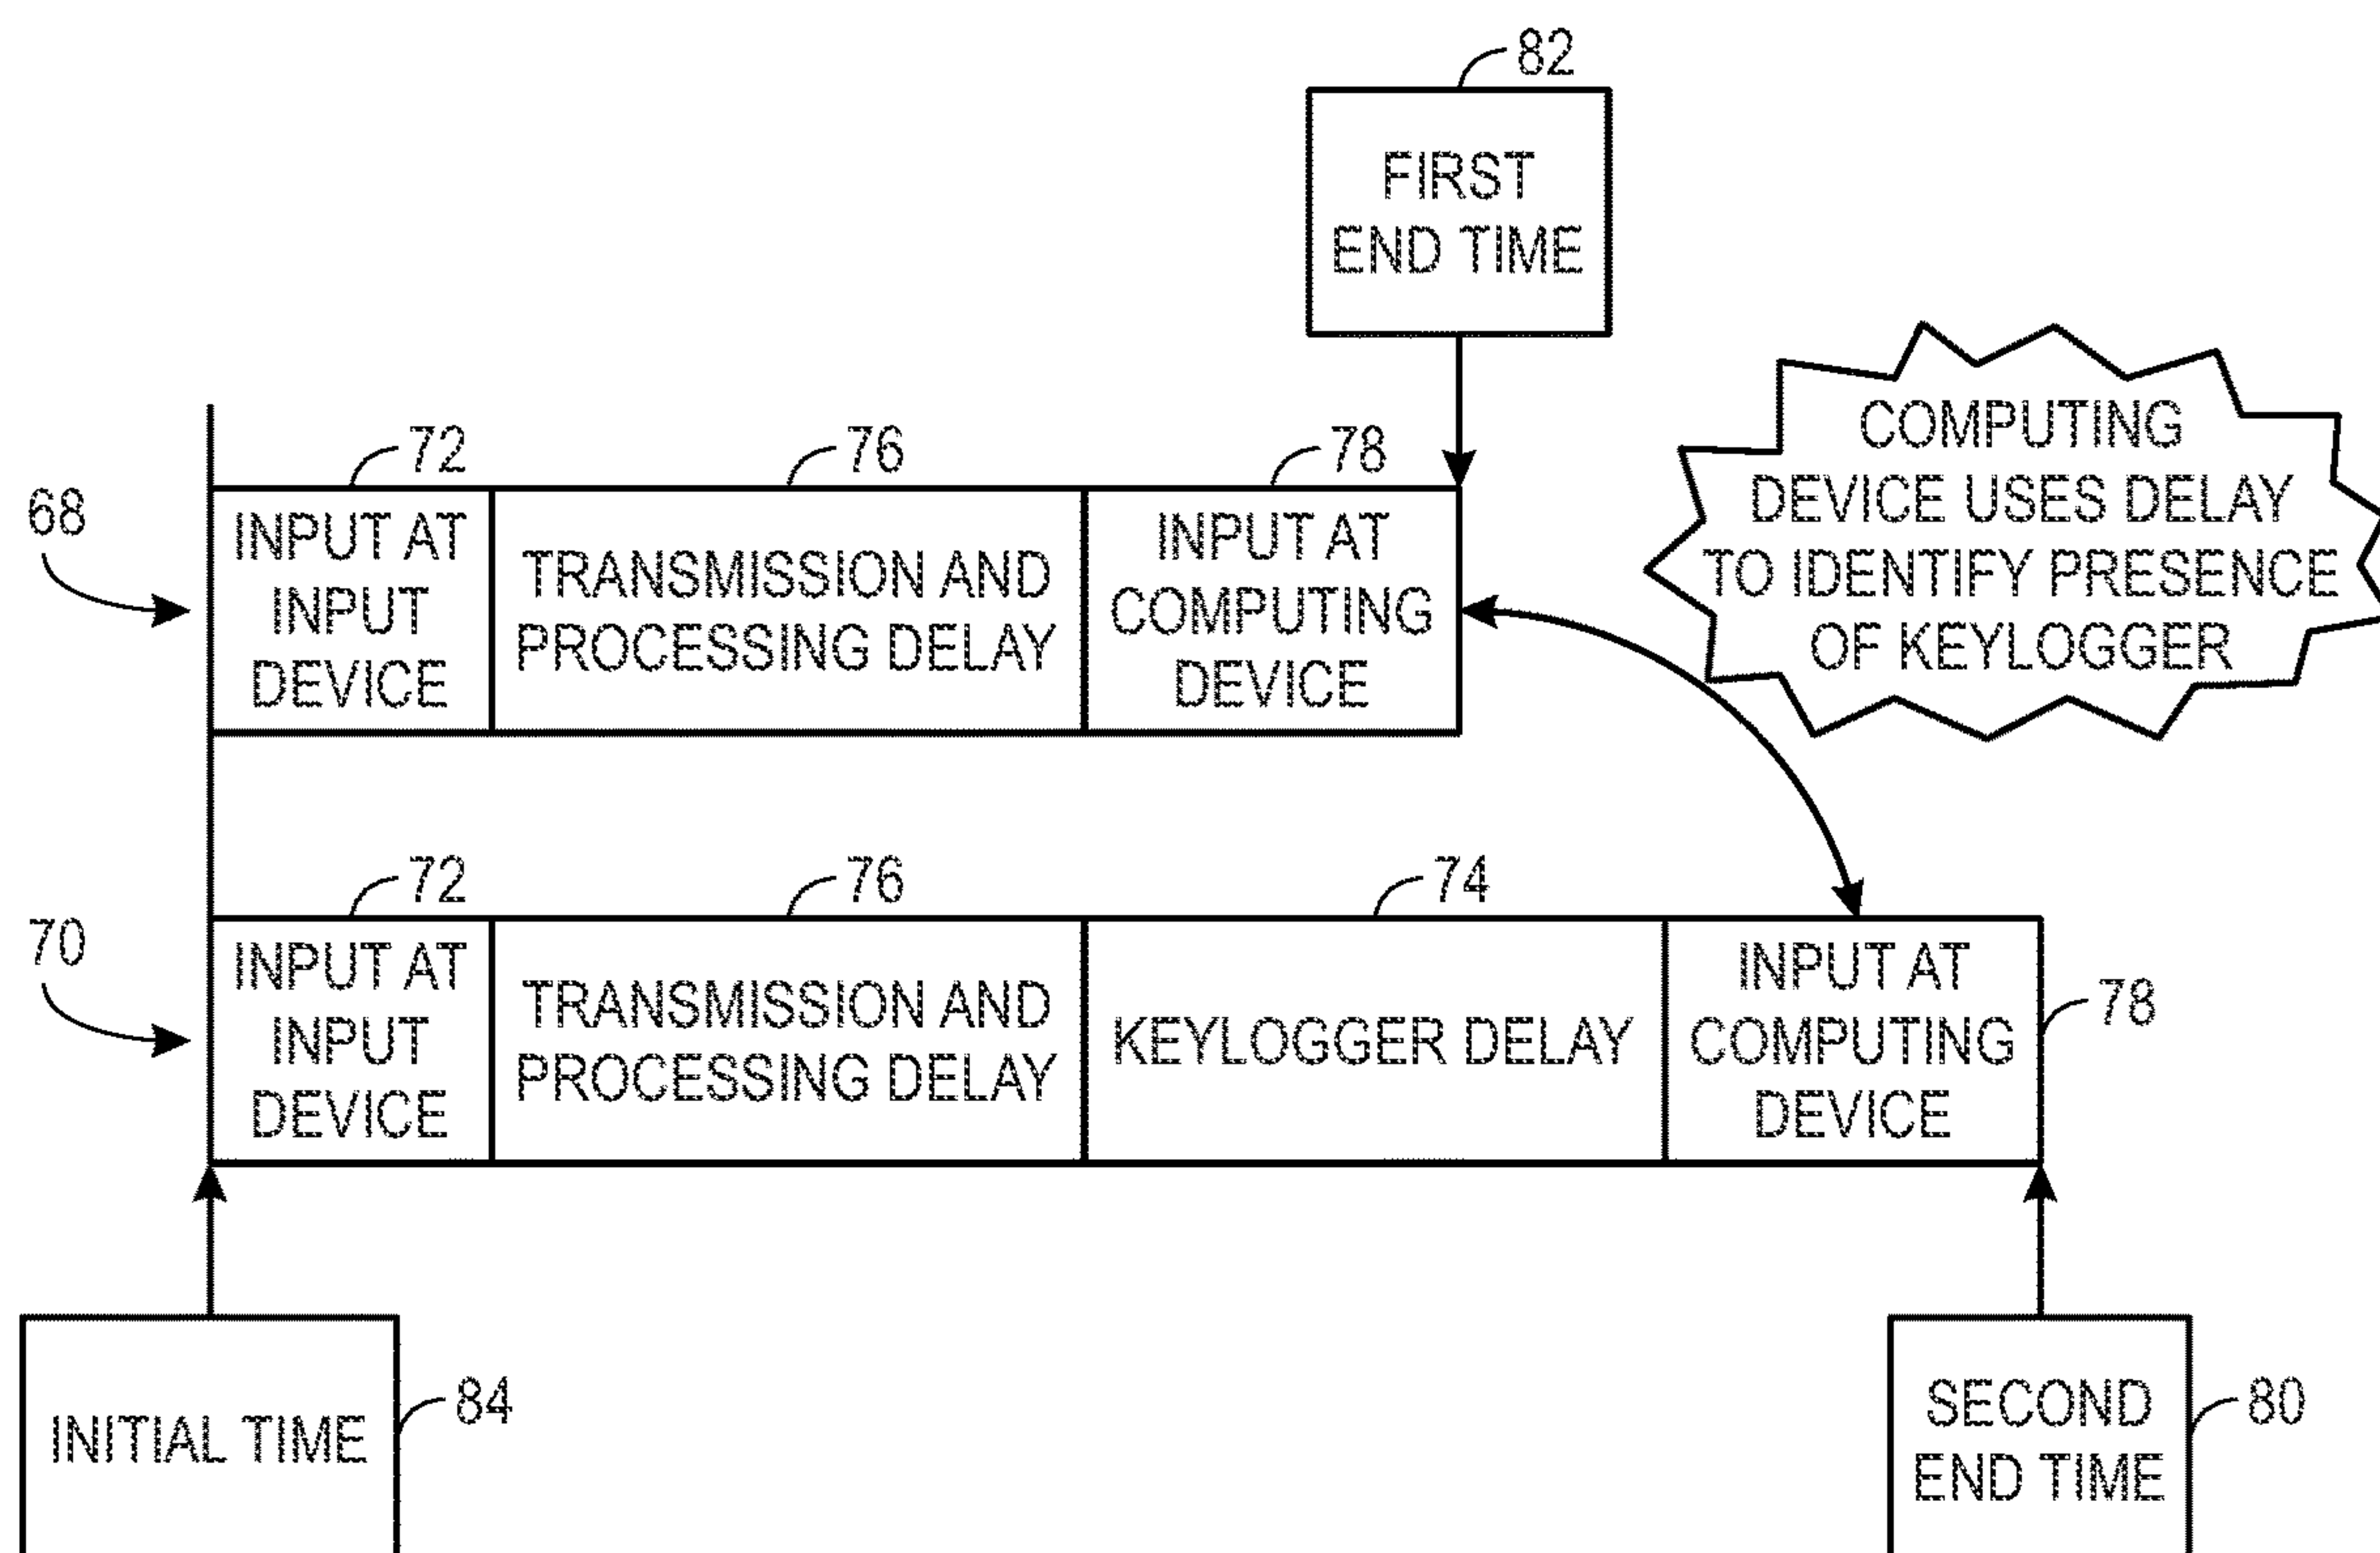 82
FIRST
END TIME
COMPUTING
DEVICE USES DELAY
TO IDENTIFY PRESENCE
OF KEYLOGGER
72
76
78
68
INPUT AT
INPUT
DEVICE
TRANSMISSION AND
PROCESSING DELAY
INPUT AT
COMPUTING
DEVICE
72
76
74
70
INPUT AT
INPUT
DEVICE
TRANSMISSION AND
PROCESSING DELAY
KEYLOGGER DELAY
INPUT AT
COMPUTING
DEVICE
78
INITIAL TIME
84
SECOND
END TIME
80